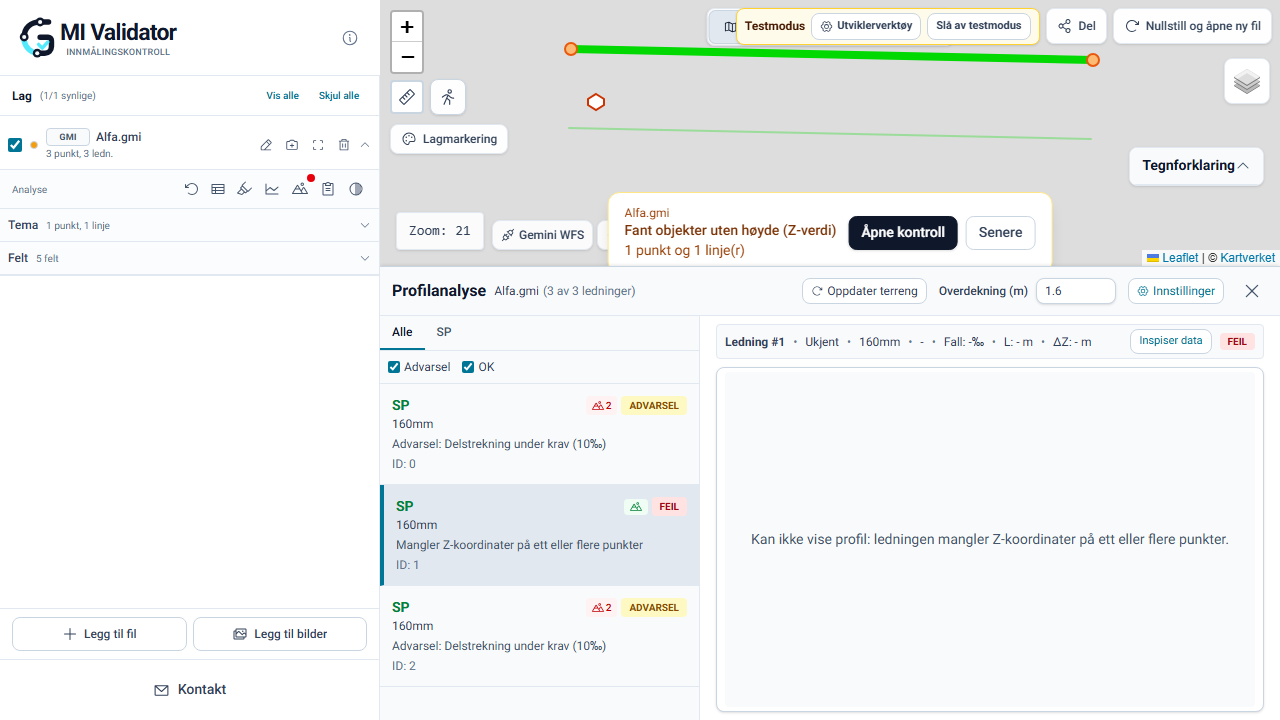 MI Validator
INNMÅLINGSKONTROLL
Lag (1/1 synlige) Vis alle Skjul alle
GMI Alfa.gmi
3 punkt, 3 ledn.
Analyse
Tema 1 punkt, 1 linje
Felt 5 felt
Legg til fil Legg til bilder
Kontakt
+
−
Testmodus Utviklerverktøy Slå av testmodus Del Nullstill og åpne ny fil
Lagmarkering
Tegnforklaring
Zoom: 21 Gemini WFS
Alfa.gmi
Fant objekter uten høyde (Z-verdi)
1 punkt og 1 linje(r)
Åpne kontroll Senere
Leaflet | © Kartverket
Profilanalyse Alfa.gmi (3 av 3 ledninger) Oppdater terreng Overdekning (m) 1.6 Innstillinger
Alle SP
Advarsel OK
SP 2 ADVARSEL
160mm
Advarsel: Delstrekning under krav (10‰)
ID: 0
SP FEIL
160mm
Mangler Z-koordinater på ett eller flere punkter
ID: 1
SP 2 ADVARSEL
160mm
Advarsel: Delstrekning under krav (10‰)
ID: 2
Ledning #1 • Ukjent • 160mm • - • Fall: -‰ • L: - m • ΔZ: - m Inspiser data FEIL
Kan ikke vise profil: ledningen mangler Z-koordinater på ett eller flere punkter.